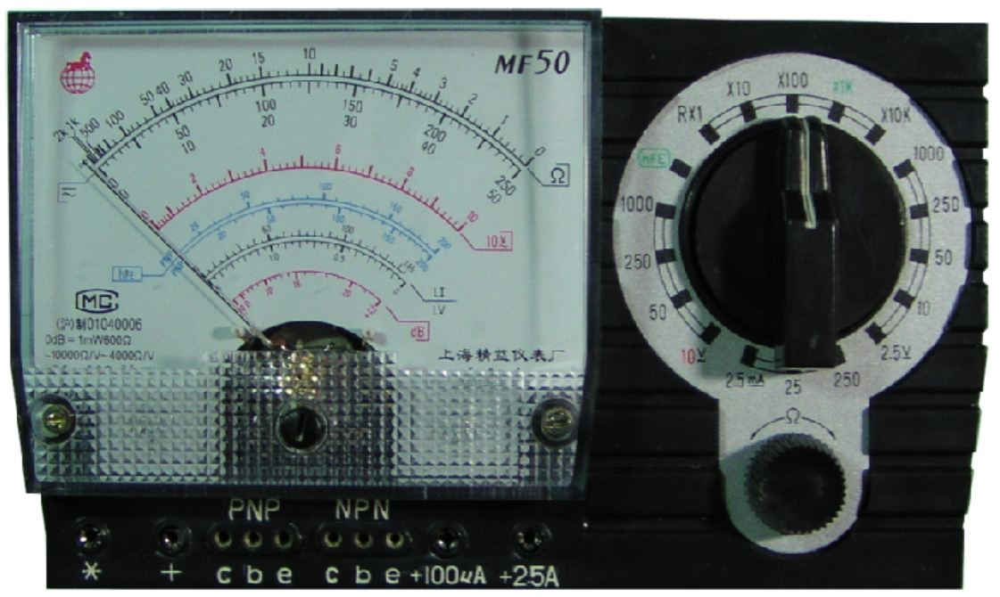 MF50
2k 1k 500 100 50 40 30 20 15 10 5 4 3 2 1 0
Ω
50 100 150 200 250
10 20 30 40 50
0 2 4 6 8 10
10V
hFE
LI
LV
dB
MC
(沪)制01040006
0dB=1mW600Ω
上海精益仪表厂
RX1 X10 X100 X1K X10K
hFE
1000
250
50
10V
1000
250
50
10
2.5V
2.5mA 25 250
Ω
PNP NPN
* + c b e c b e +100μA +2.5A